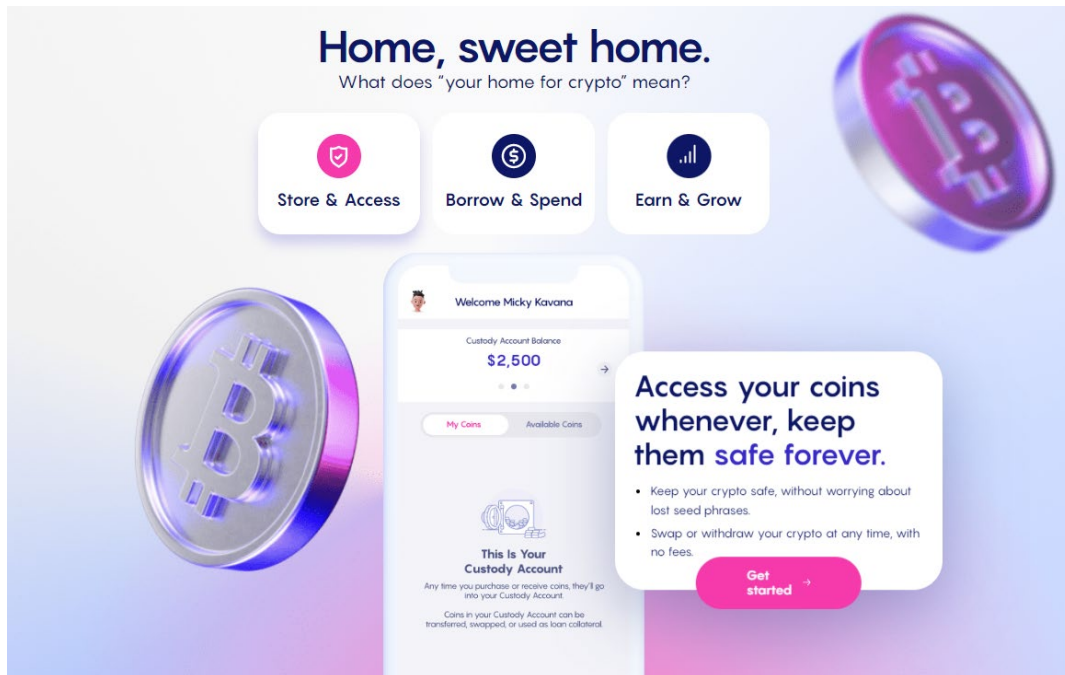 Home, sweet home.
What does “your home for crypto” mean?
Store & Access
Borrow & Spend
Earn & Grow
Welcome Micky Kavana
Custody Account Balance
$2,500
My Coins
Available Coins
This Is Your
Custody Account
Any time you purchase or receive coins, they’ll go
into your Custody Account.
Coins in your Custody Account can be
transferred, swapped, or used as loan collateral.
Access your coins
whenever, keep
them safe forever.
• Keep your crypto safe, without worrying about
lost seed phrases.
• Swap or withdraw your crypto at any time, with
no fees.
Get
started →